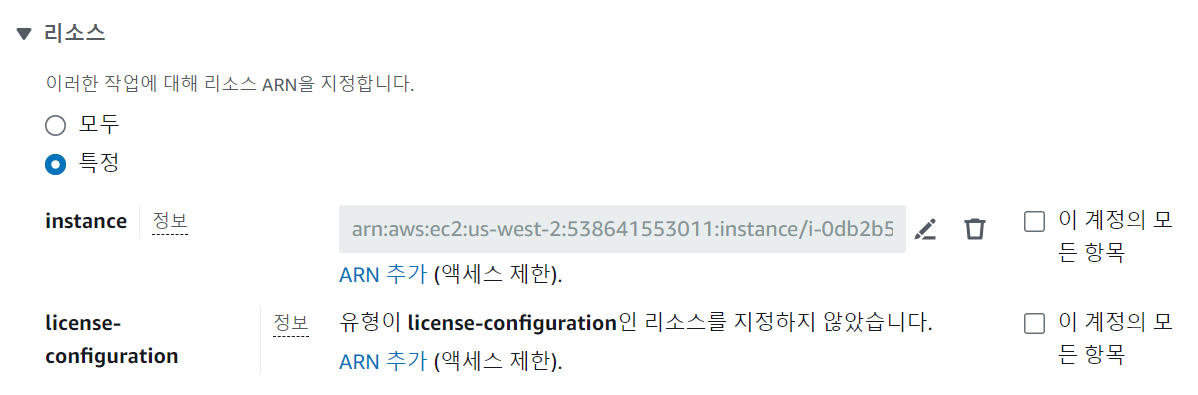 리소스
이러한 작업에 대해 리소스 ARN을 지정합니다.
모두
특정
instance 정보 arn:aws:ec2:us-west-2:538641553011:instance/i-0db2b5 이 계정의 모
든 항목
ARN 추가 (액세스 제한).
license- 정보 유형이 license-configuration인 리소스를 지정하지 않았습니다. 이 계정의 모
configuration ARN 추가 (액세스 제한). 든 항목